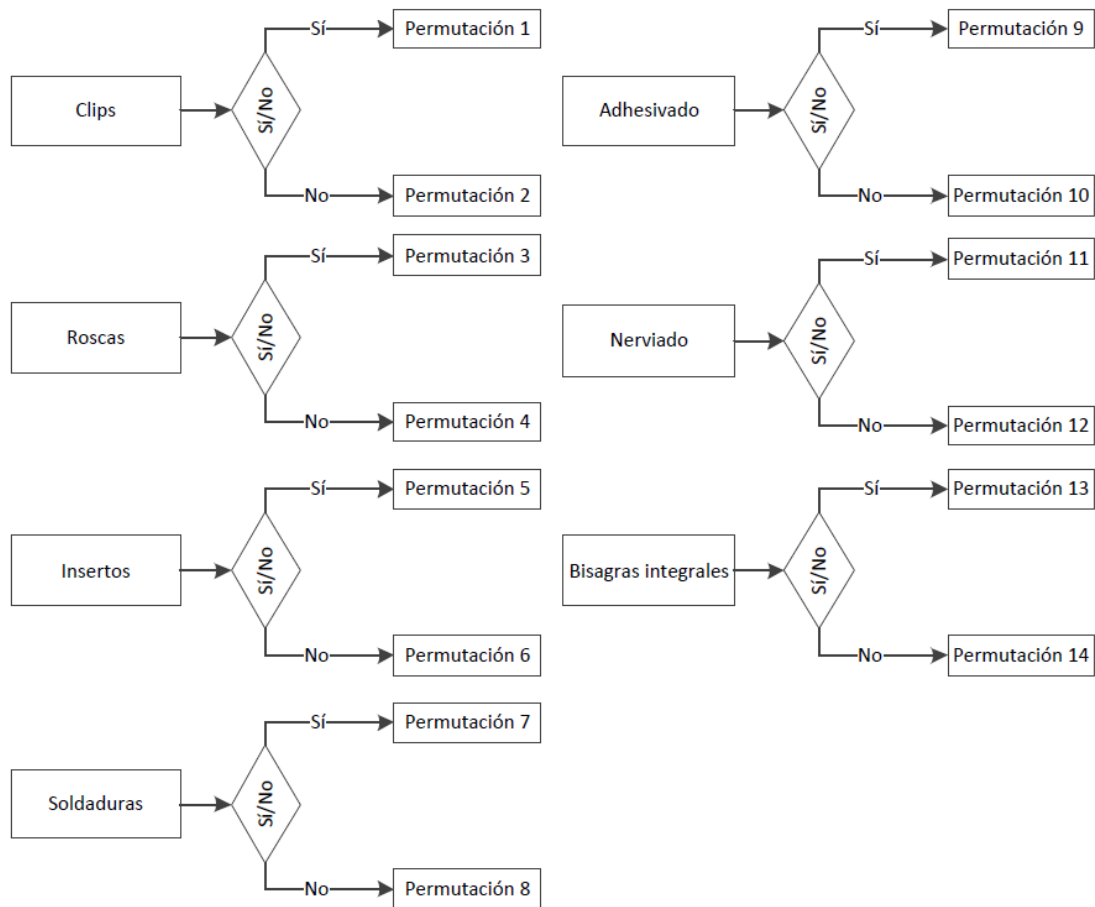 Clips
Sí/No
Sí
Permutación 1
No
Permutación 2
Roscas
Sí/No
Sí
Permutación 3
No
Permutación 4
Insertos
Sí/No
Sí
Permutación 5
No
Permutación 6
Soldaduras
Sí/No
Sí
Permutación 7
No
Permutación 8
Adhesivado
Sí/No
Sí
Permutación 9
No
Permutación 10
Nerviado
Sí/No
Sí
Permutación 11
No
Permutación 12
Bisagras integrales
Sí/No
Sí
Permutación 13
No
Permutación 14